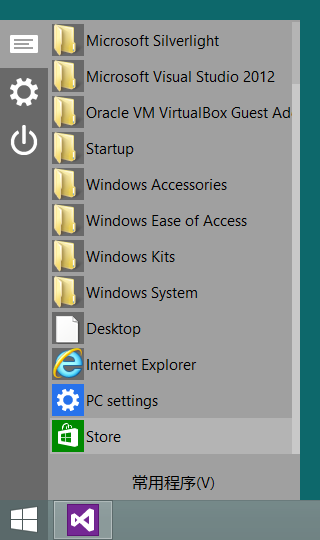 Microsoft Silverlight
Microsoft Visual Studio 2012
Oracle VM VirtualBox Guest Ad
Startup
Windows Accessories
Windows Ease of Access
Windows Kits
Windows System
Desktop
Internet Explorer
PC settings
Store
常用程序(V)